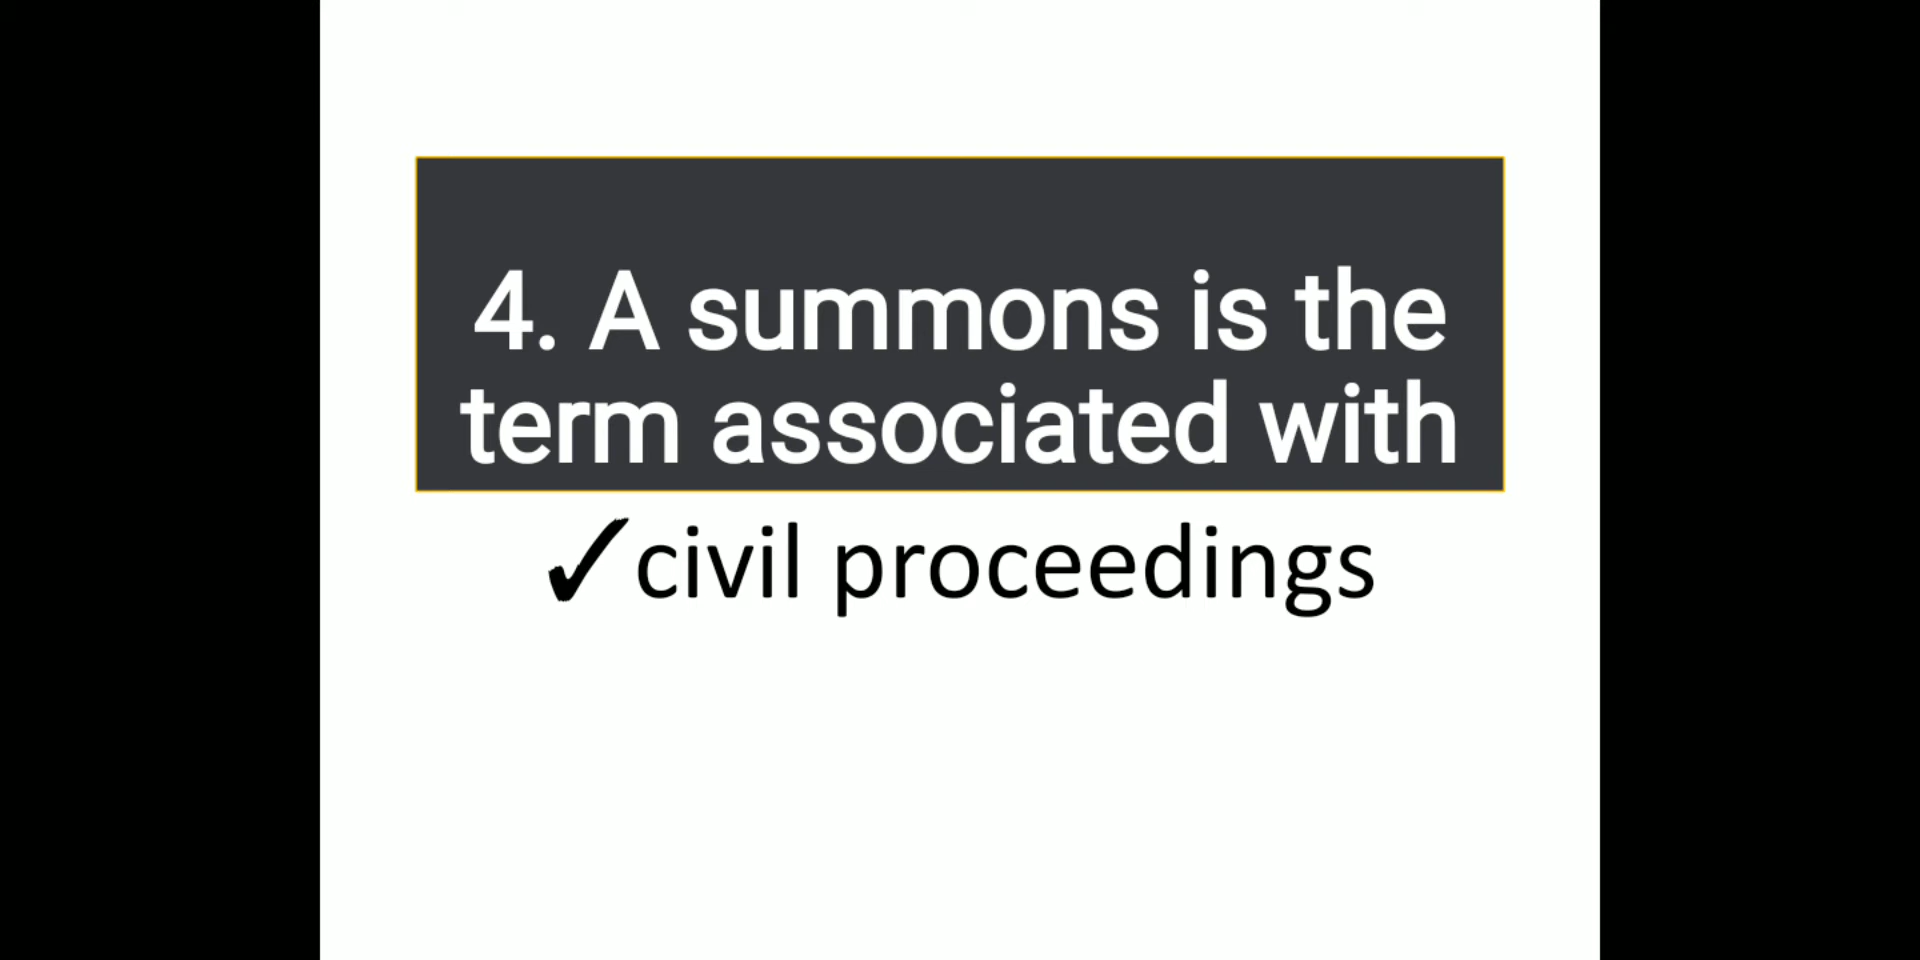 4. A summons is the
term associated with
✓civil proceedings